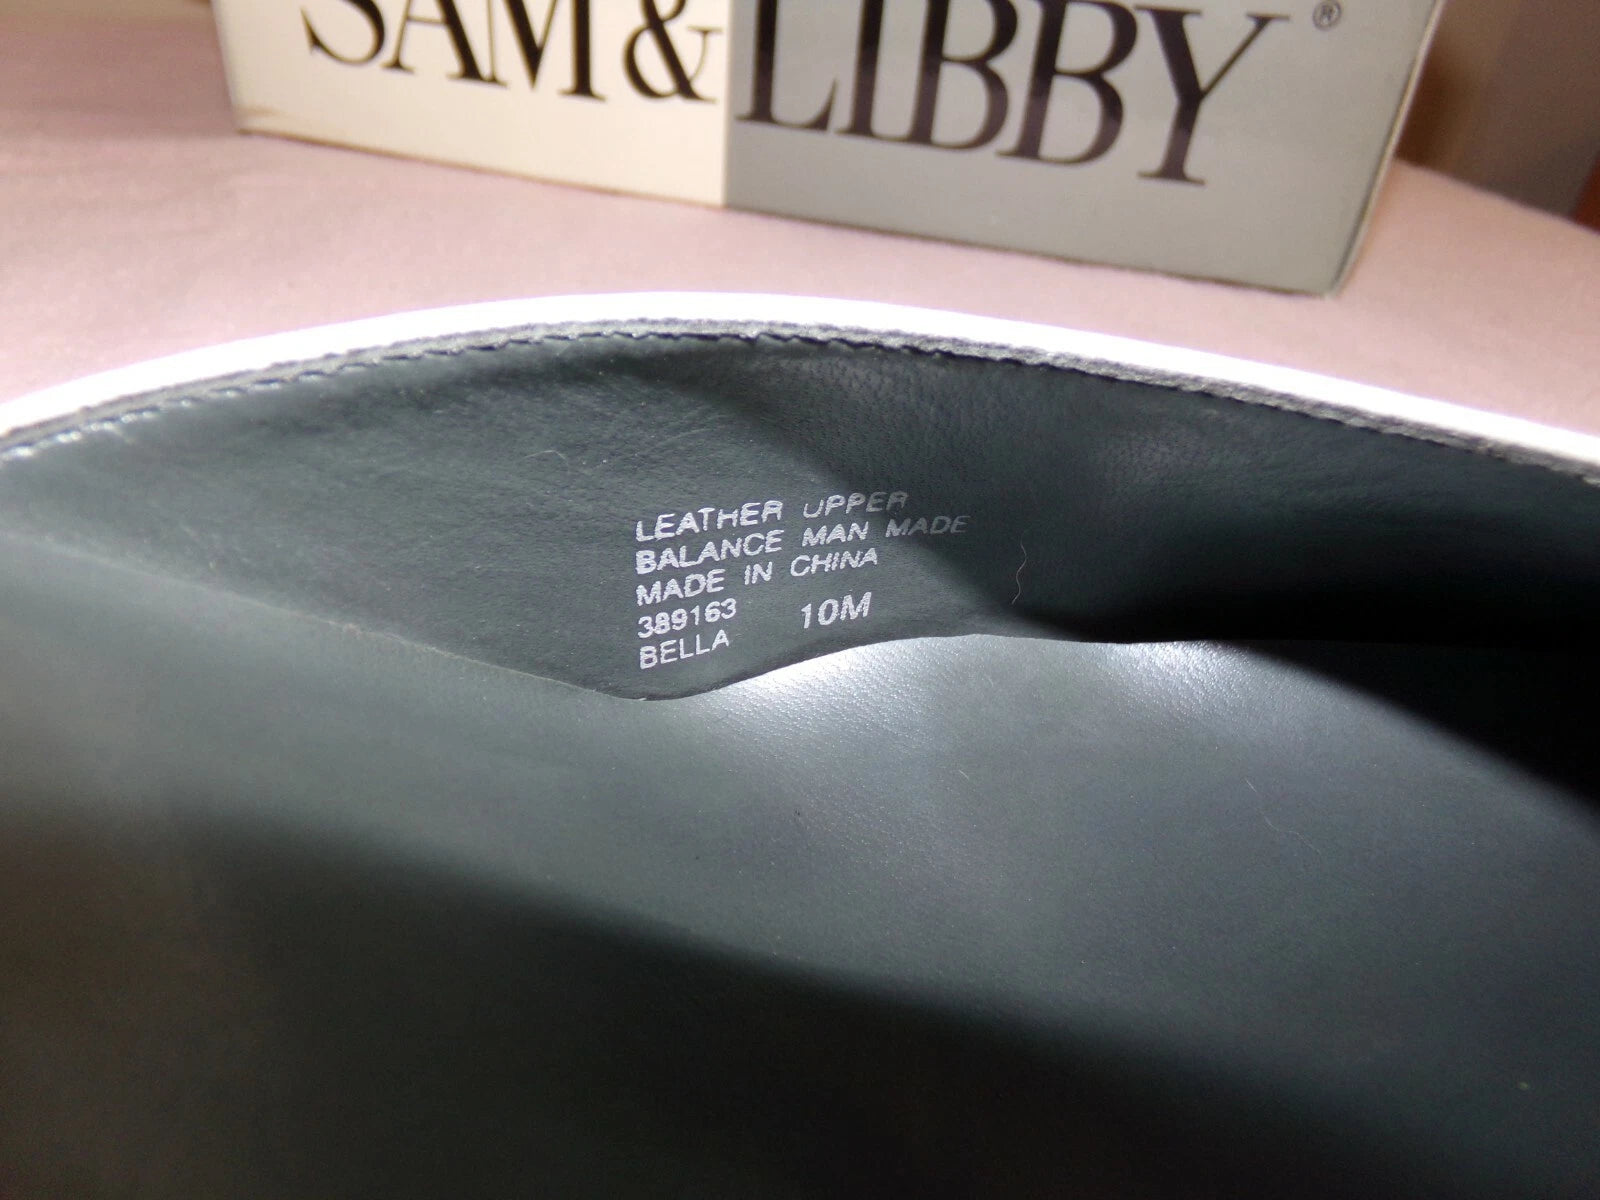 SAM & LIBBY ®
LEATHER UPPER
BALANCE MAN MADE
MADE IN CHINA
389163 10M
BELLA